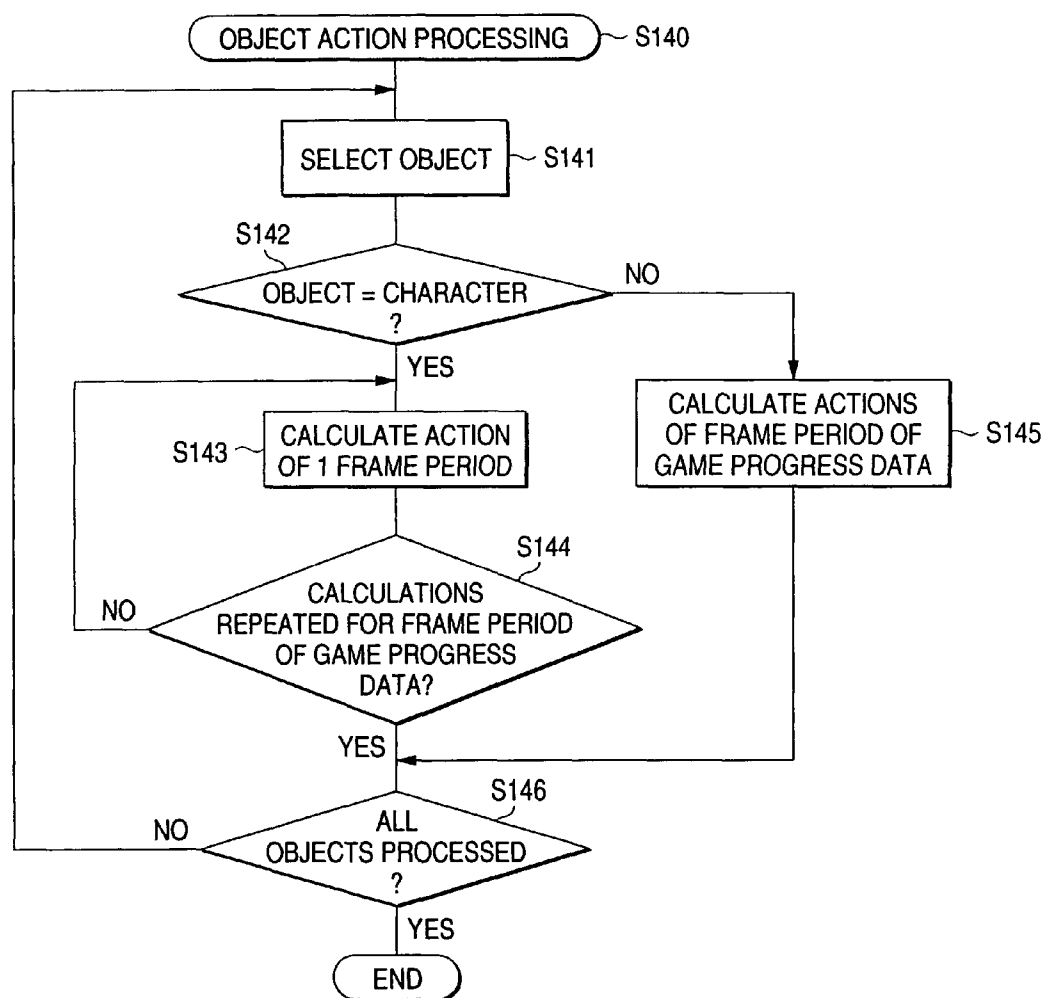 OBJECT ACTION PROCESSING
S140
SELECT OBJECT
S141
S142
OBJECT = CHARACTER
?
NO
YES
S143
CALCULATE ACTION
OF 1 FRAME PERIOD
CALCULATE ACTIONS
OF FRAME PERIOD OF
GAME PROGRESS DATA
S145
S144
CALCULATIONS
REPEATED FOR FRAME PERIOD
OF GAME PROGRESS
DATA?
NO
YES
S146
ALL
OBJECTS PROCESSED
?
NO
YES
END